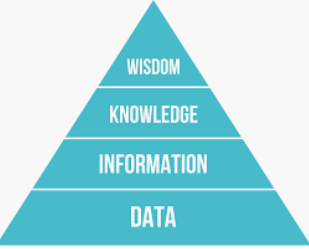 WISDOM
KNOWLEDGE
INFORMATION
DATA